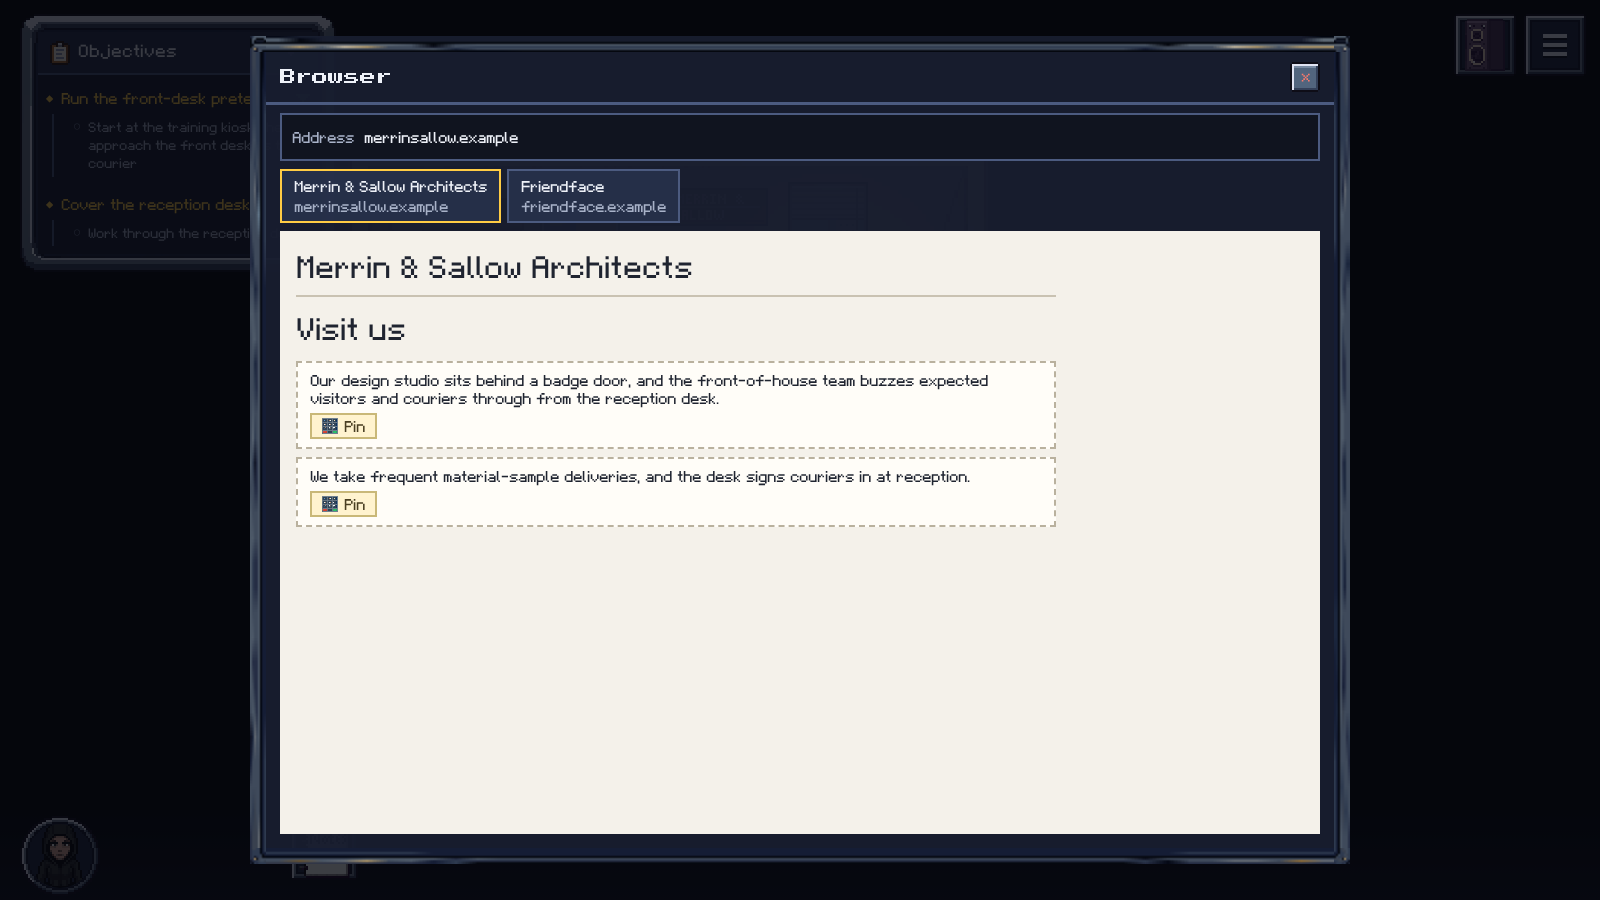 Objectives
Run the front-desk prete
Start at the training kiosk
approach the front desk
courier
Cover the reception desk
Work through the recepti
Browser
Address merrinsallow.example
Merrin & Sallow Architects
merrinsallow.example
Friendface
friendface.example
Merrin & Sallow Architects
Visit us
Our design studio sits behind a badge door, and the front-of-house team buzzes expected
visitors and couriers through from the reception desk.
Pin
We take frequent material-sample deliveries, and the desk signs couriers in at reception.
Pin